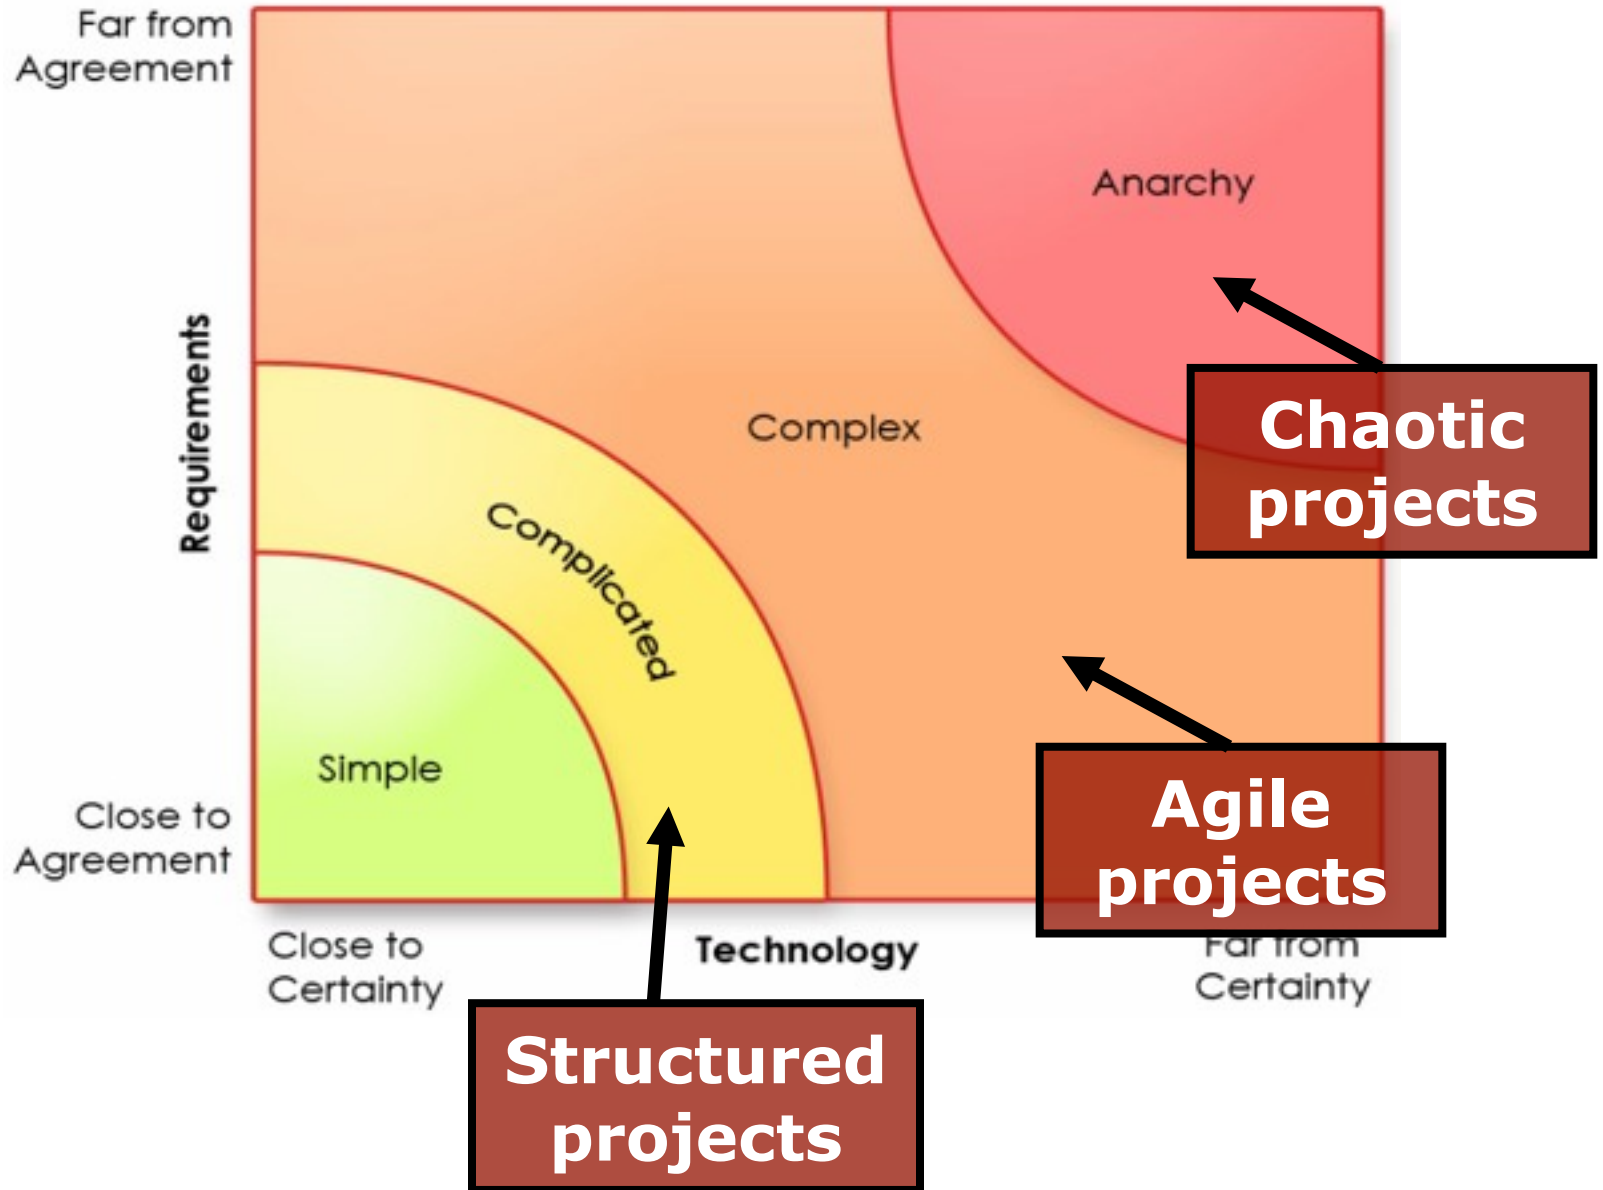 Far from
Agreement
Anarchy
Chaotic
projects
Requirements
Complex
Complicated
Simple
Agile
projects
Close to
Agreement
Close to
Certainty
Technology
Far from
Certainty
Structured
projects